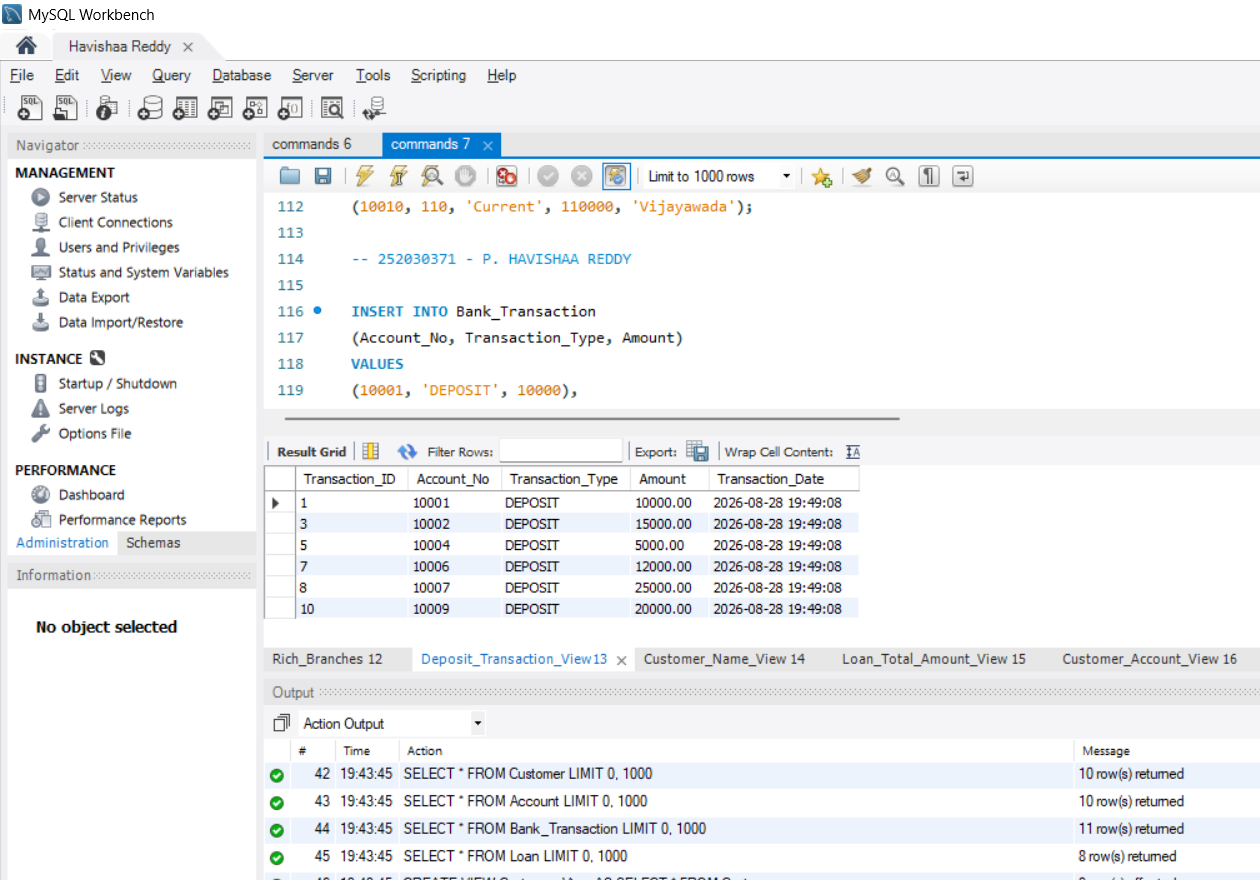 MySQL Workbench
Havishaa Reddy
File Edit View Query Database Server Tools Scripting Help
Navigator
MANAGEMENT
Server Status
Client Connections
Users and Privileges
Status and System Variables
Data Export
Data Import/Restore
INSTANCE
Startup / Shutdown
Server Logs
Options File
PERFORMANCE
Dashboard
Performance Reports
Administration Schemas
Information
No object selected
commands 6 commands 7
Limit to 1000 rows
112 (10010, 110, 'Current', 110000, 'Vijayawada');
113
114 -- 252030371 - P. HAVISHAA REDDY
115
116 INSERT INTO Bank_Transaction
117 (Account_No, Transaction_Type, Amount)
118 VALUES
119 (10001, 'DEPOSIT', 10000),
Result Grid Filter Rows: Export: Wrap Cell Content:
Transaction_ID Account_No Transaction_Type Amount Transaction_Date
1 10001 DEPOSIT 10000.00 2026-08-28 19:49:08
3 10002 DEPOSIT 15000.00 2026-08-28 19:49:08
5 10004 DEPOSIT 5000.00 2026-08-28 19:49:08
7 10006 DEPOSIT 12000.00 2026-08-28 19:49:08
8 10007 DEPOSIT 25000.00 2026-08-28 19:49:08
10 10009 DEPOSIT 20000.00 2026-08-28 19:49:08
Rich_Branches 12 Deposit_Transaction_View13 Customer_Name_View 14 Loan_Total_Amount_View 15 Customer_Account_View 16
Output
Action Output
# Time Action Message
42 19:43:45 SELECT * FROM Customer LIMIT 0, 1000 10 row(s) returned
43 19:43:45 SELECT * FROM Account LIMIT 0, 1000 10 row(s) returned
44 19:43:45 SELECT * FROM Bank_Transaction LIMIT 0, 1000 11 row(s) returned
45 19:43:45 SELECT * FROM Loan LIMIT 0, 1000 8 row(s) returned